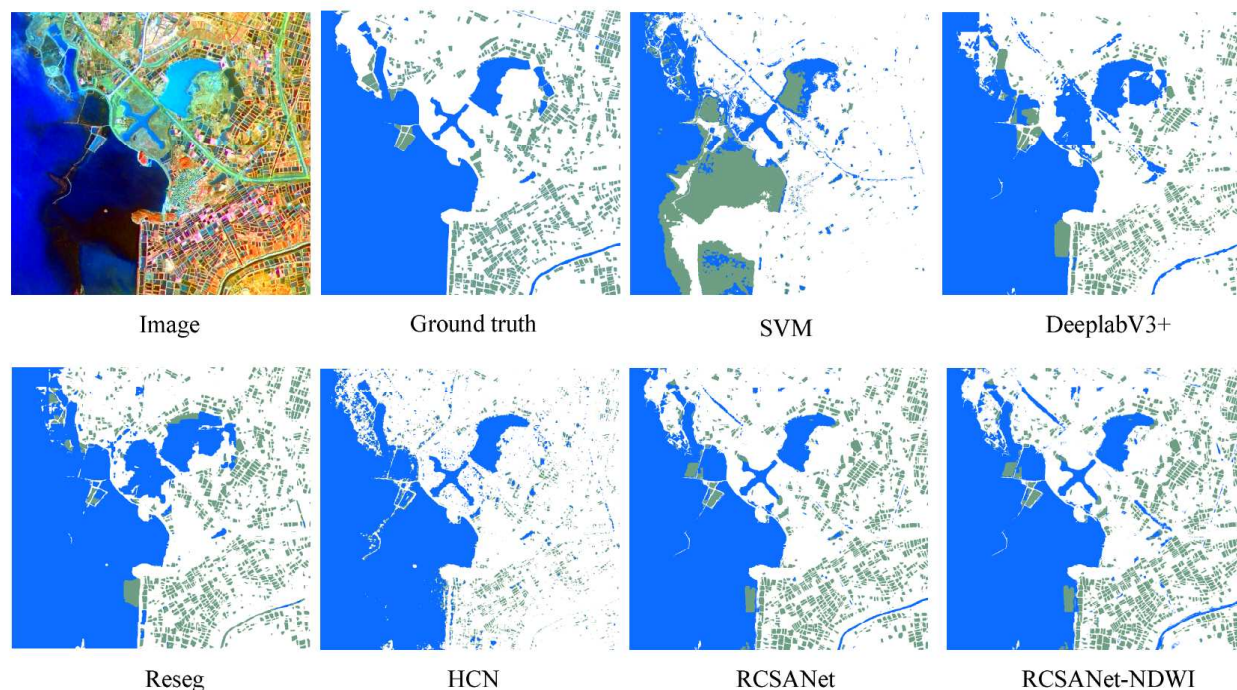 Image
Ground truth
SVM
DeeplabV3+
Reseg
HCN
RCSANet
RCSANet-NDWI